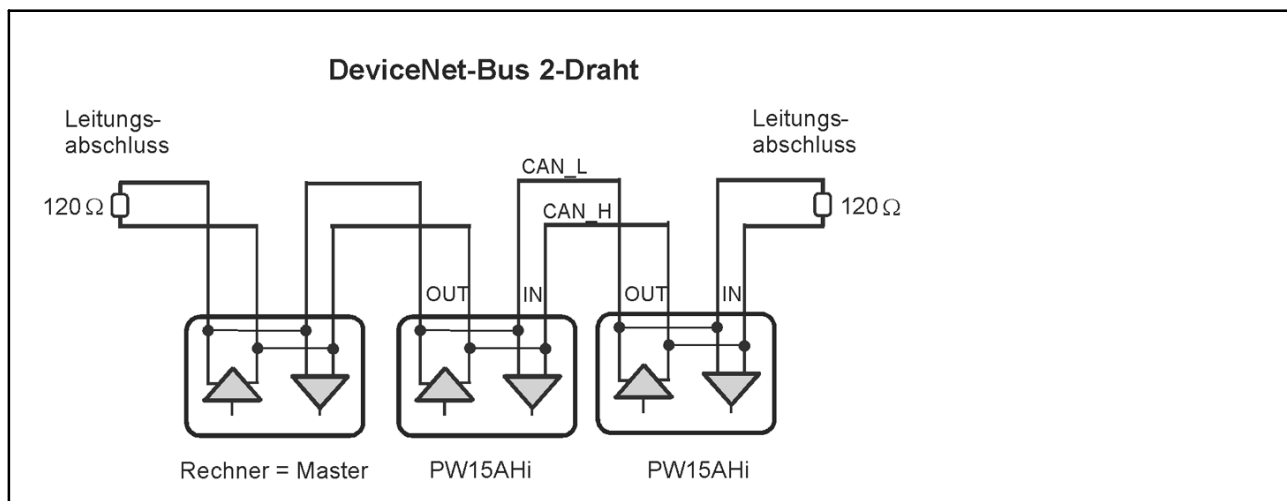 DeviceNet-Bus 2-Draht
Leitungs-
abschluss
Leitungs-
abschluss
CAN_L
120 Ω
CAN_H
120 Ω
OUT
IN
OUT
IN
Rechner = Master
PW15AHi
PW15AHi